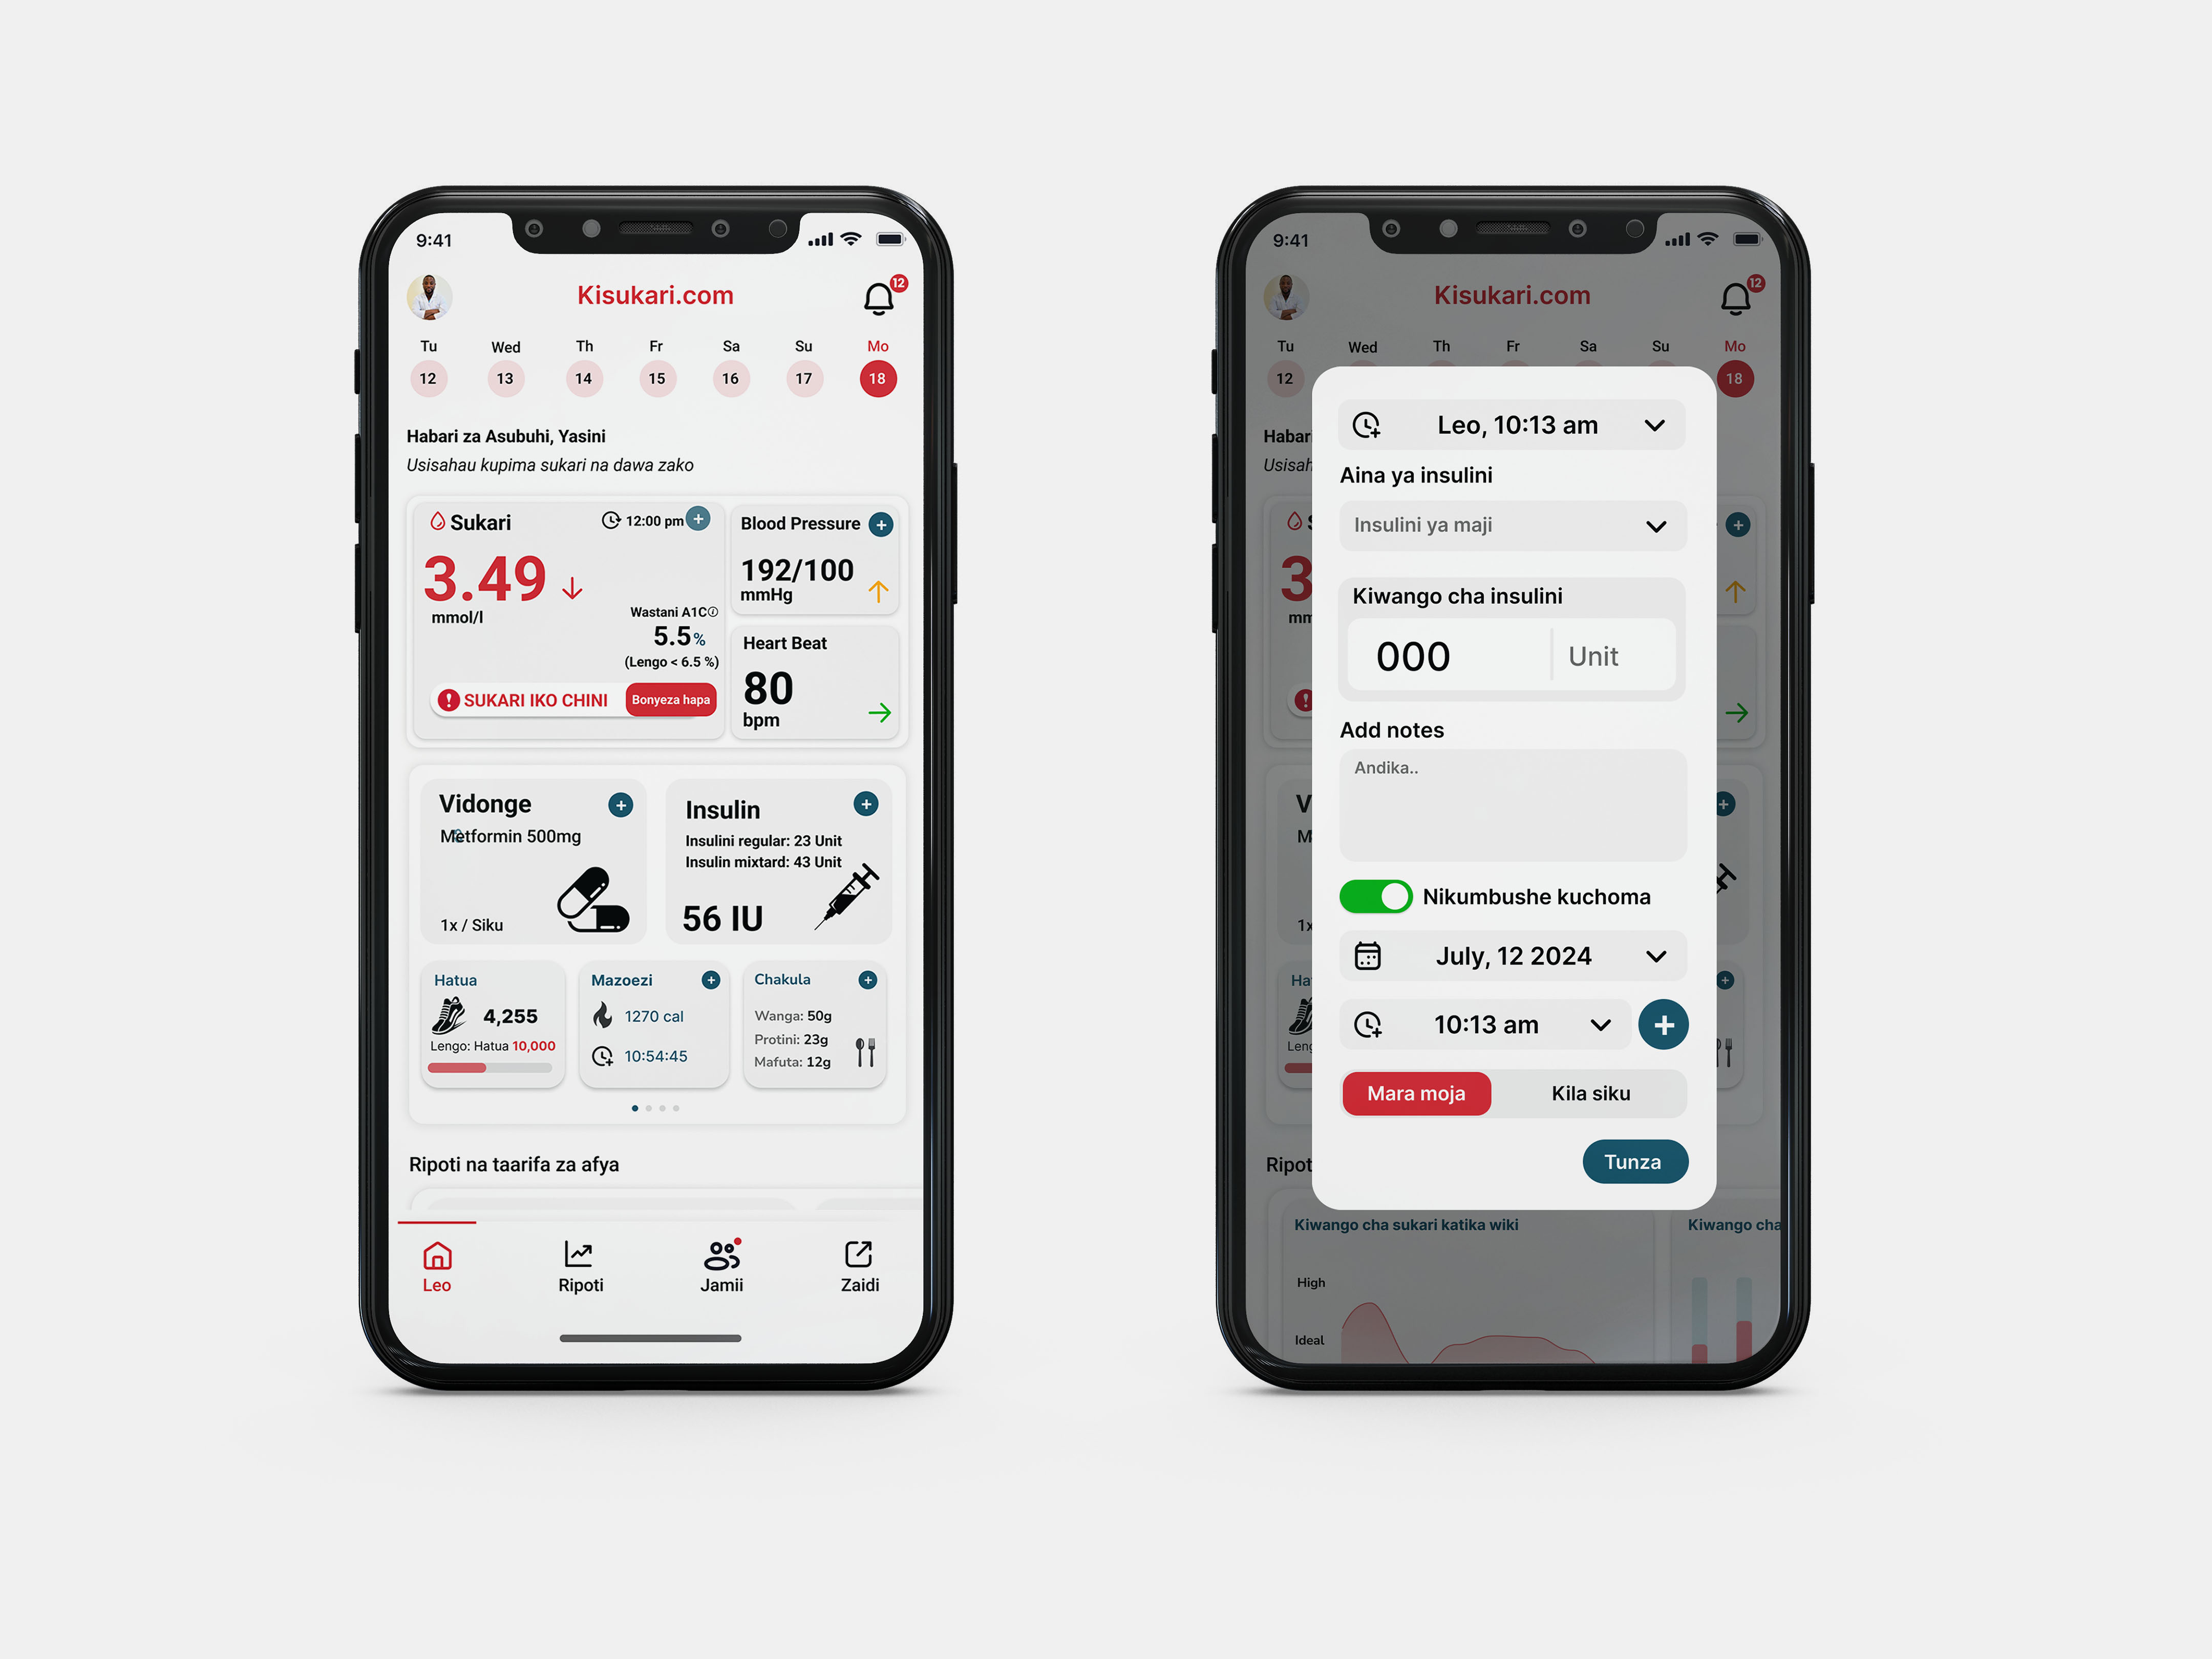 9:41
Kisukari.com
12
Tu Wed Th Fr Sa Su Mo
12 13 14 15 16 17 18
Habari za Asubuhi, Yasini
Usisahau kupima sukari na dawa zako
Sukari
12:00 pm
3.49
mmol/l
Wastani A1C
5.5%
(Lengo < 6.5 %)
SUKARI IKO CHINI
Bonyeza hapa
Blood Pressure
192/100
mmHg
Heart Beat
80
bpm
Vidonge
Metformin 500mg
1x / Siku
Insulin
Insulini regular: 23 Unit
Insulin mixtard: 43 Unit
56 IU
Hatua
4,255
Lengo: Hatua 10,000
Mazoezi
1270 cal
10:54:45
Chakula
Wanga: 50g
Protini: 23g
Mafuta: 12g
Ripoti na taarifa za afya
Leo Ripoti Jamii Zaidi
9:41
Kisukari.com
12
Tu Wed Th Fr Sa Su Mo
12 18
Leo, 10:13 am
Aina ya insulini
Insulini ya maji
Kiwango cha insulini
000 Unit
Add notes
Andika..
Nikumbushe kuchoma
July, 12 2024
10:13 am
Mara moja Kila siku
Tunza
Habari
Usisah
3
mm
V
M
1x
Ha
Leng
Ripot
Kiwango cha sukari katika wiki
High
Ideal
Kiwango cha